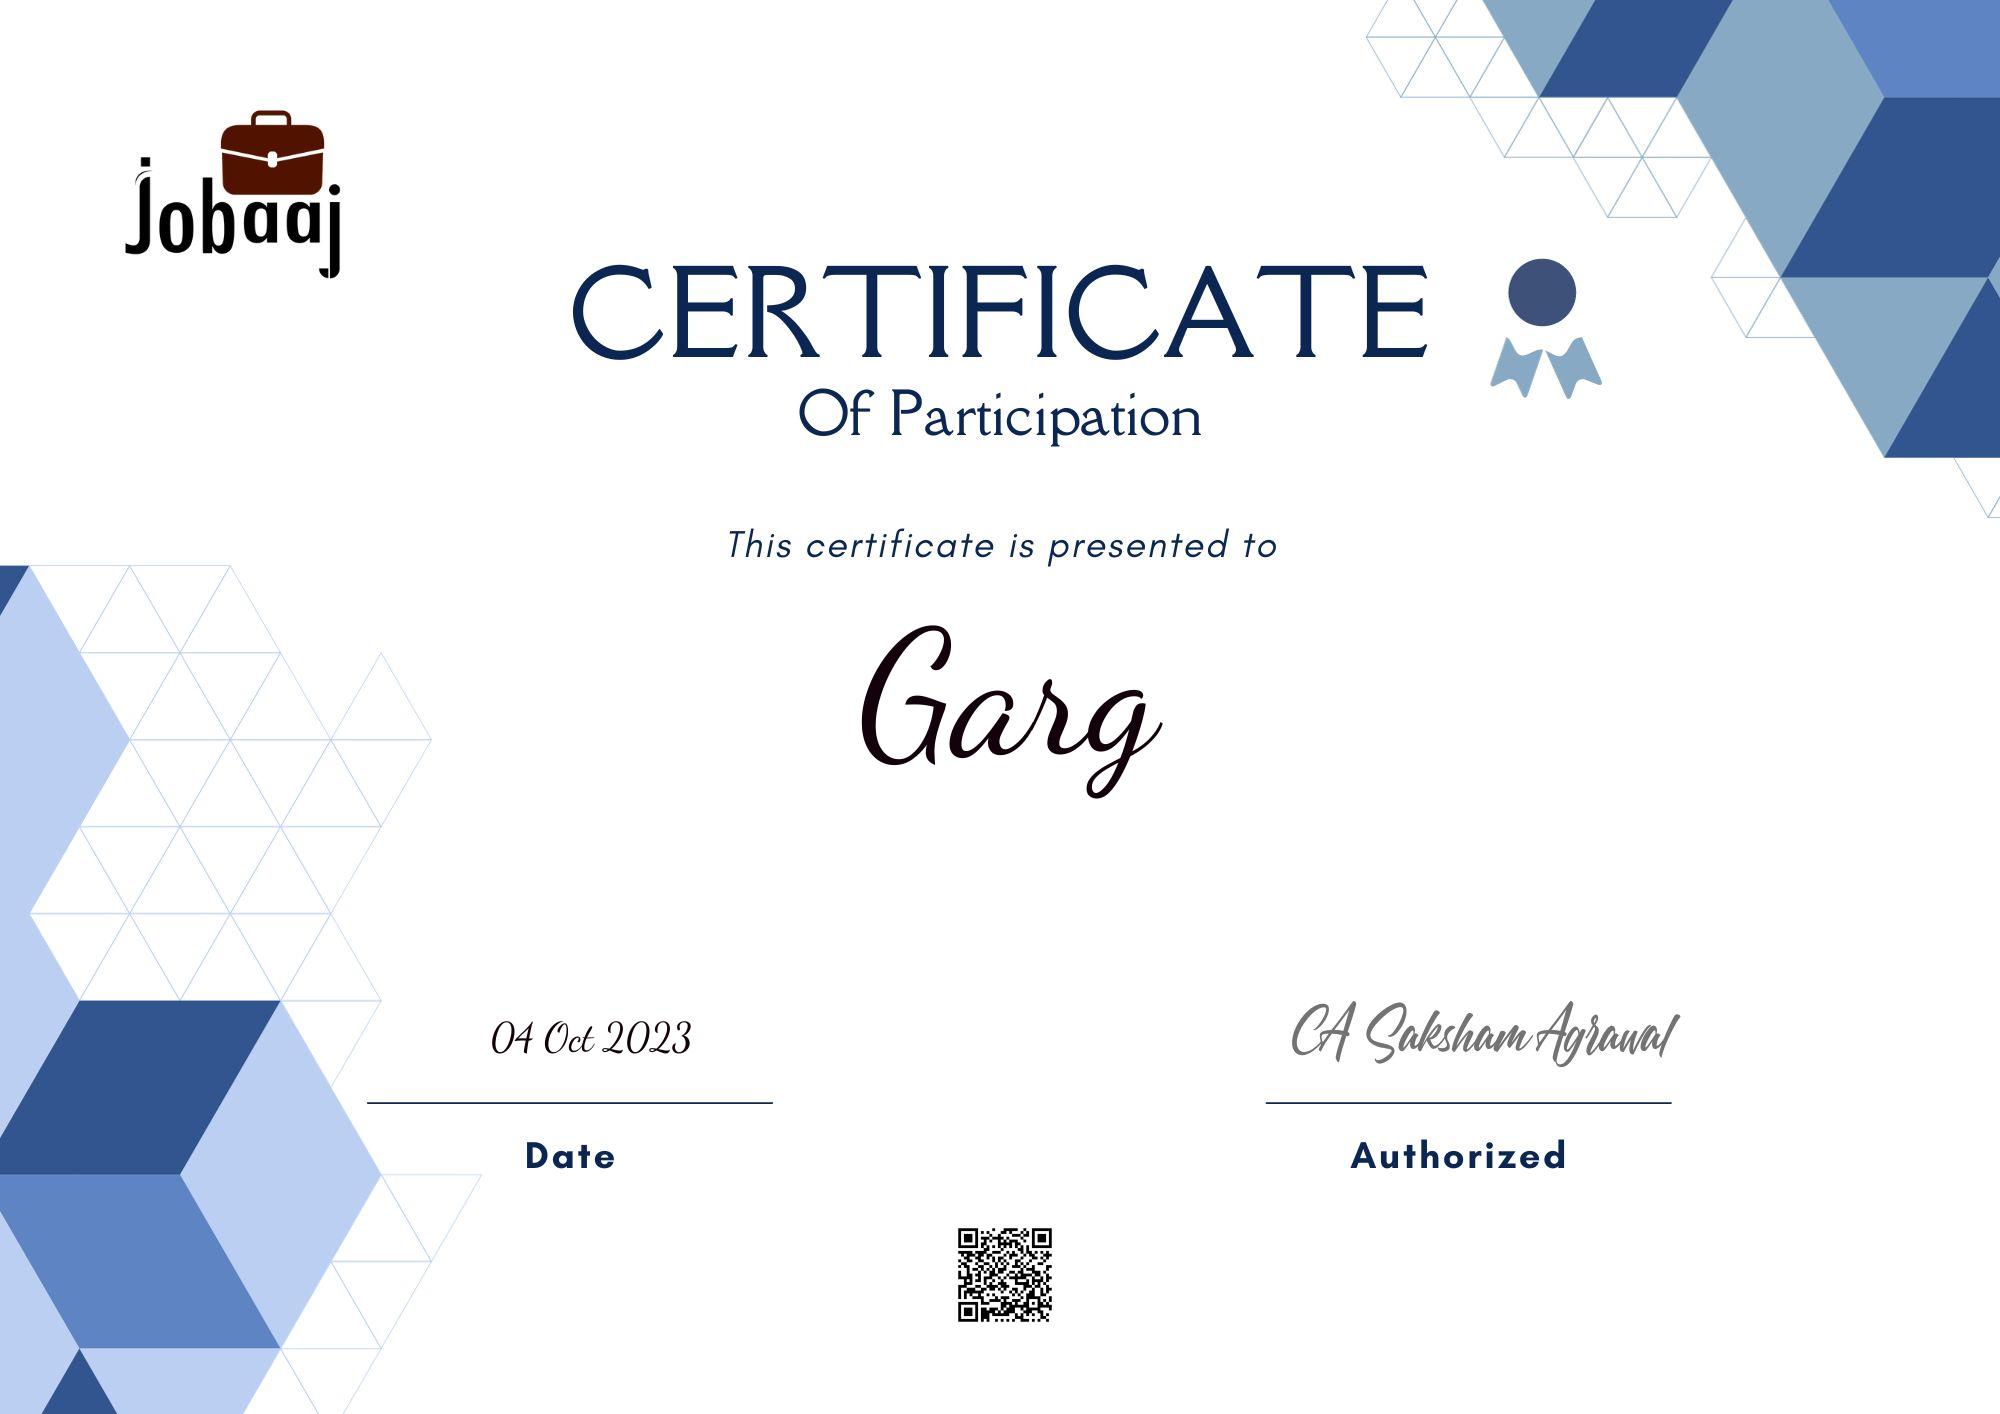 jobaaj
CERTIFICATE
Of Participation
This certificate is presented to
Garg
04 Oct 2023
CA Saksham Agrawal
Date
Authorized